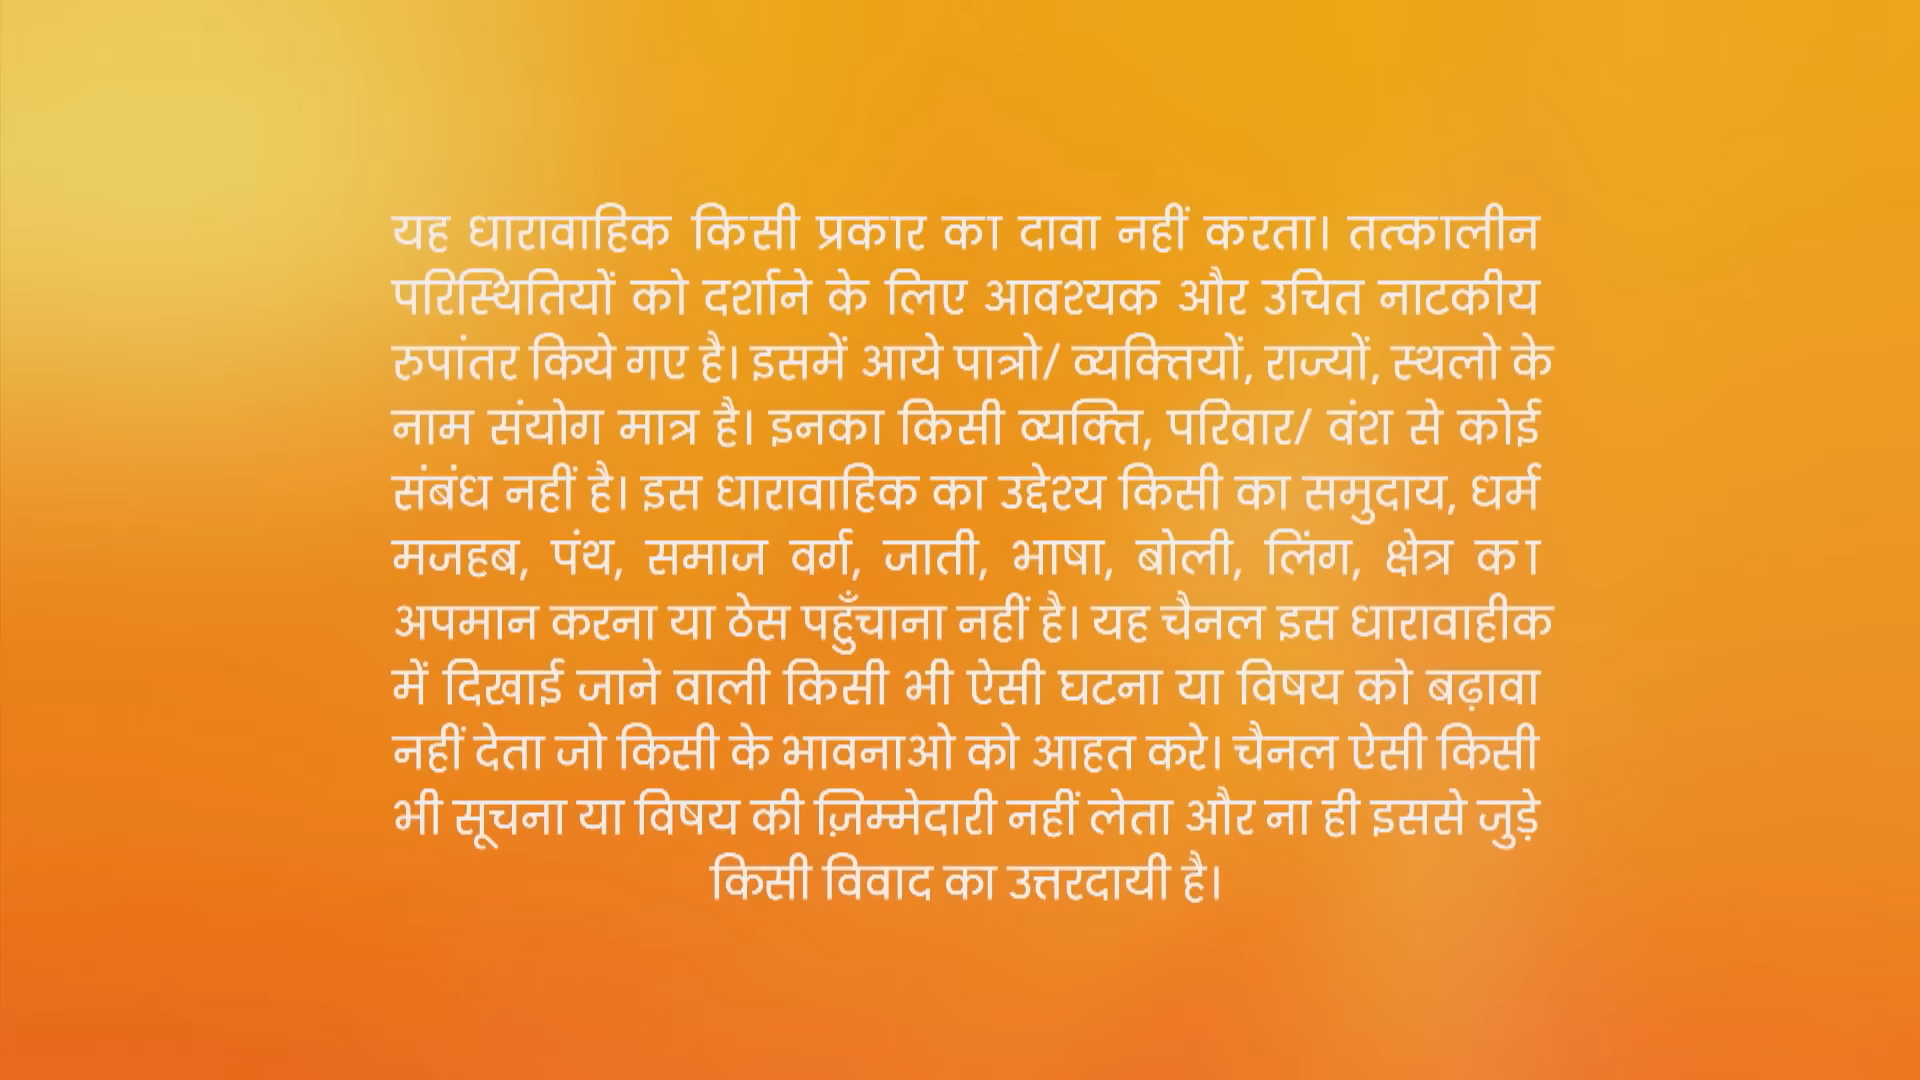 यह धारावाहिक किसी प्रकार का दावा नहीं करता। तत्कालीन
परिस्थितियों को दर्शाने के लिए आवश्यक और उचित नाटकीय
रुपांतर किये गए है। इसमें आये पात्रो/ व्यक्तियों, राज्यों, स्थलो के
नाम संयोग मात्र है। इनका किसी व्यक्ति, परिवार/ वंश से कोई
संबंध नहीं है। इस धारावाहिक का उद्देश्य किसी का समुदाय, धर्म
मजहब, पंथ, समाज वर्ग, जाती, भाषा, बोली, लिंग, क्षेत्र का
अपमान करना या ठेस पहुँचाना नहीं है। यह चैनल इस धारावाहीक
में दिखाई जाने वाली किसी भी ऐसी घटना या विषय को बढ़ावा
नहीं देता जो किसी के भावनाओ को आहत करे। चैनल ऐसी किसी
भी सूचना या विषय की ज़िम्मेदारी नहीं लेता और ना ही इससे जुड़े
किसी विवाद का उत्तरदायी है।